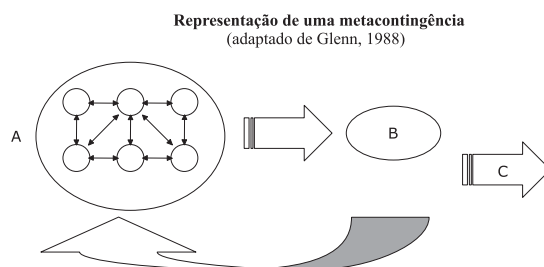 Representação de uma metacontingência
(adaptado de Glenn, 1988)
A
B
C